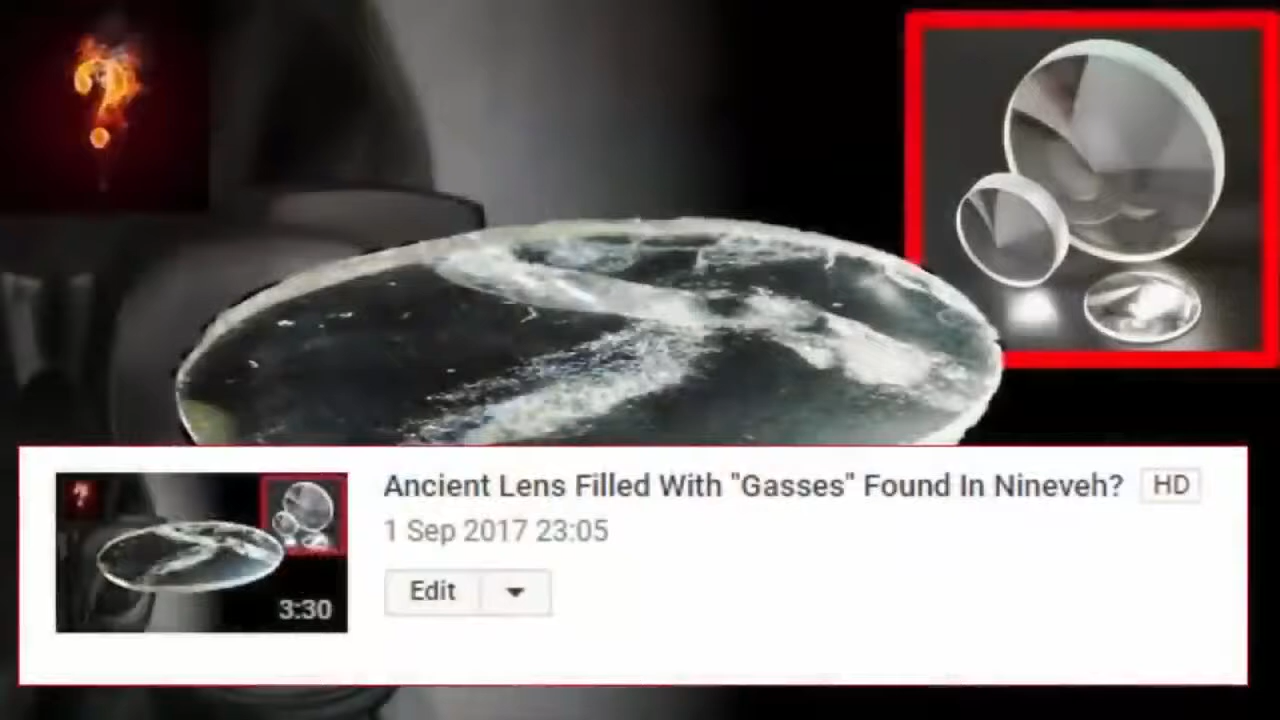 Ancient Lens Filled With "Gasses" Found In Nineveh? HD
1 Sep 2017 23:05
Edit
3:30